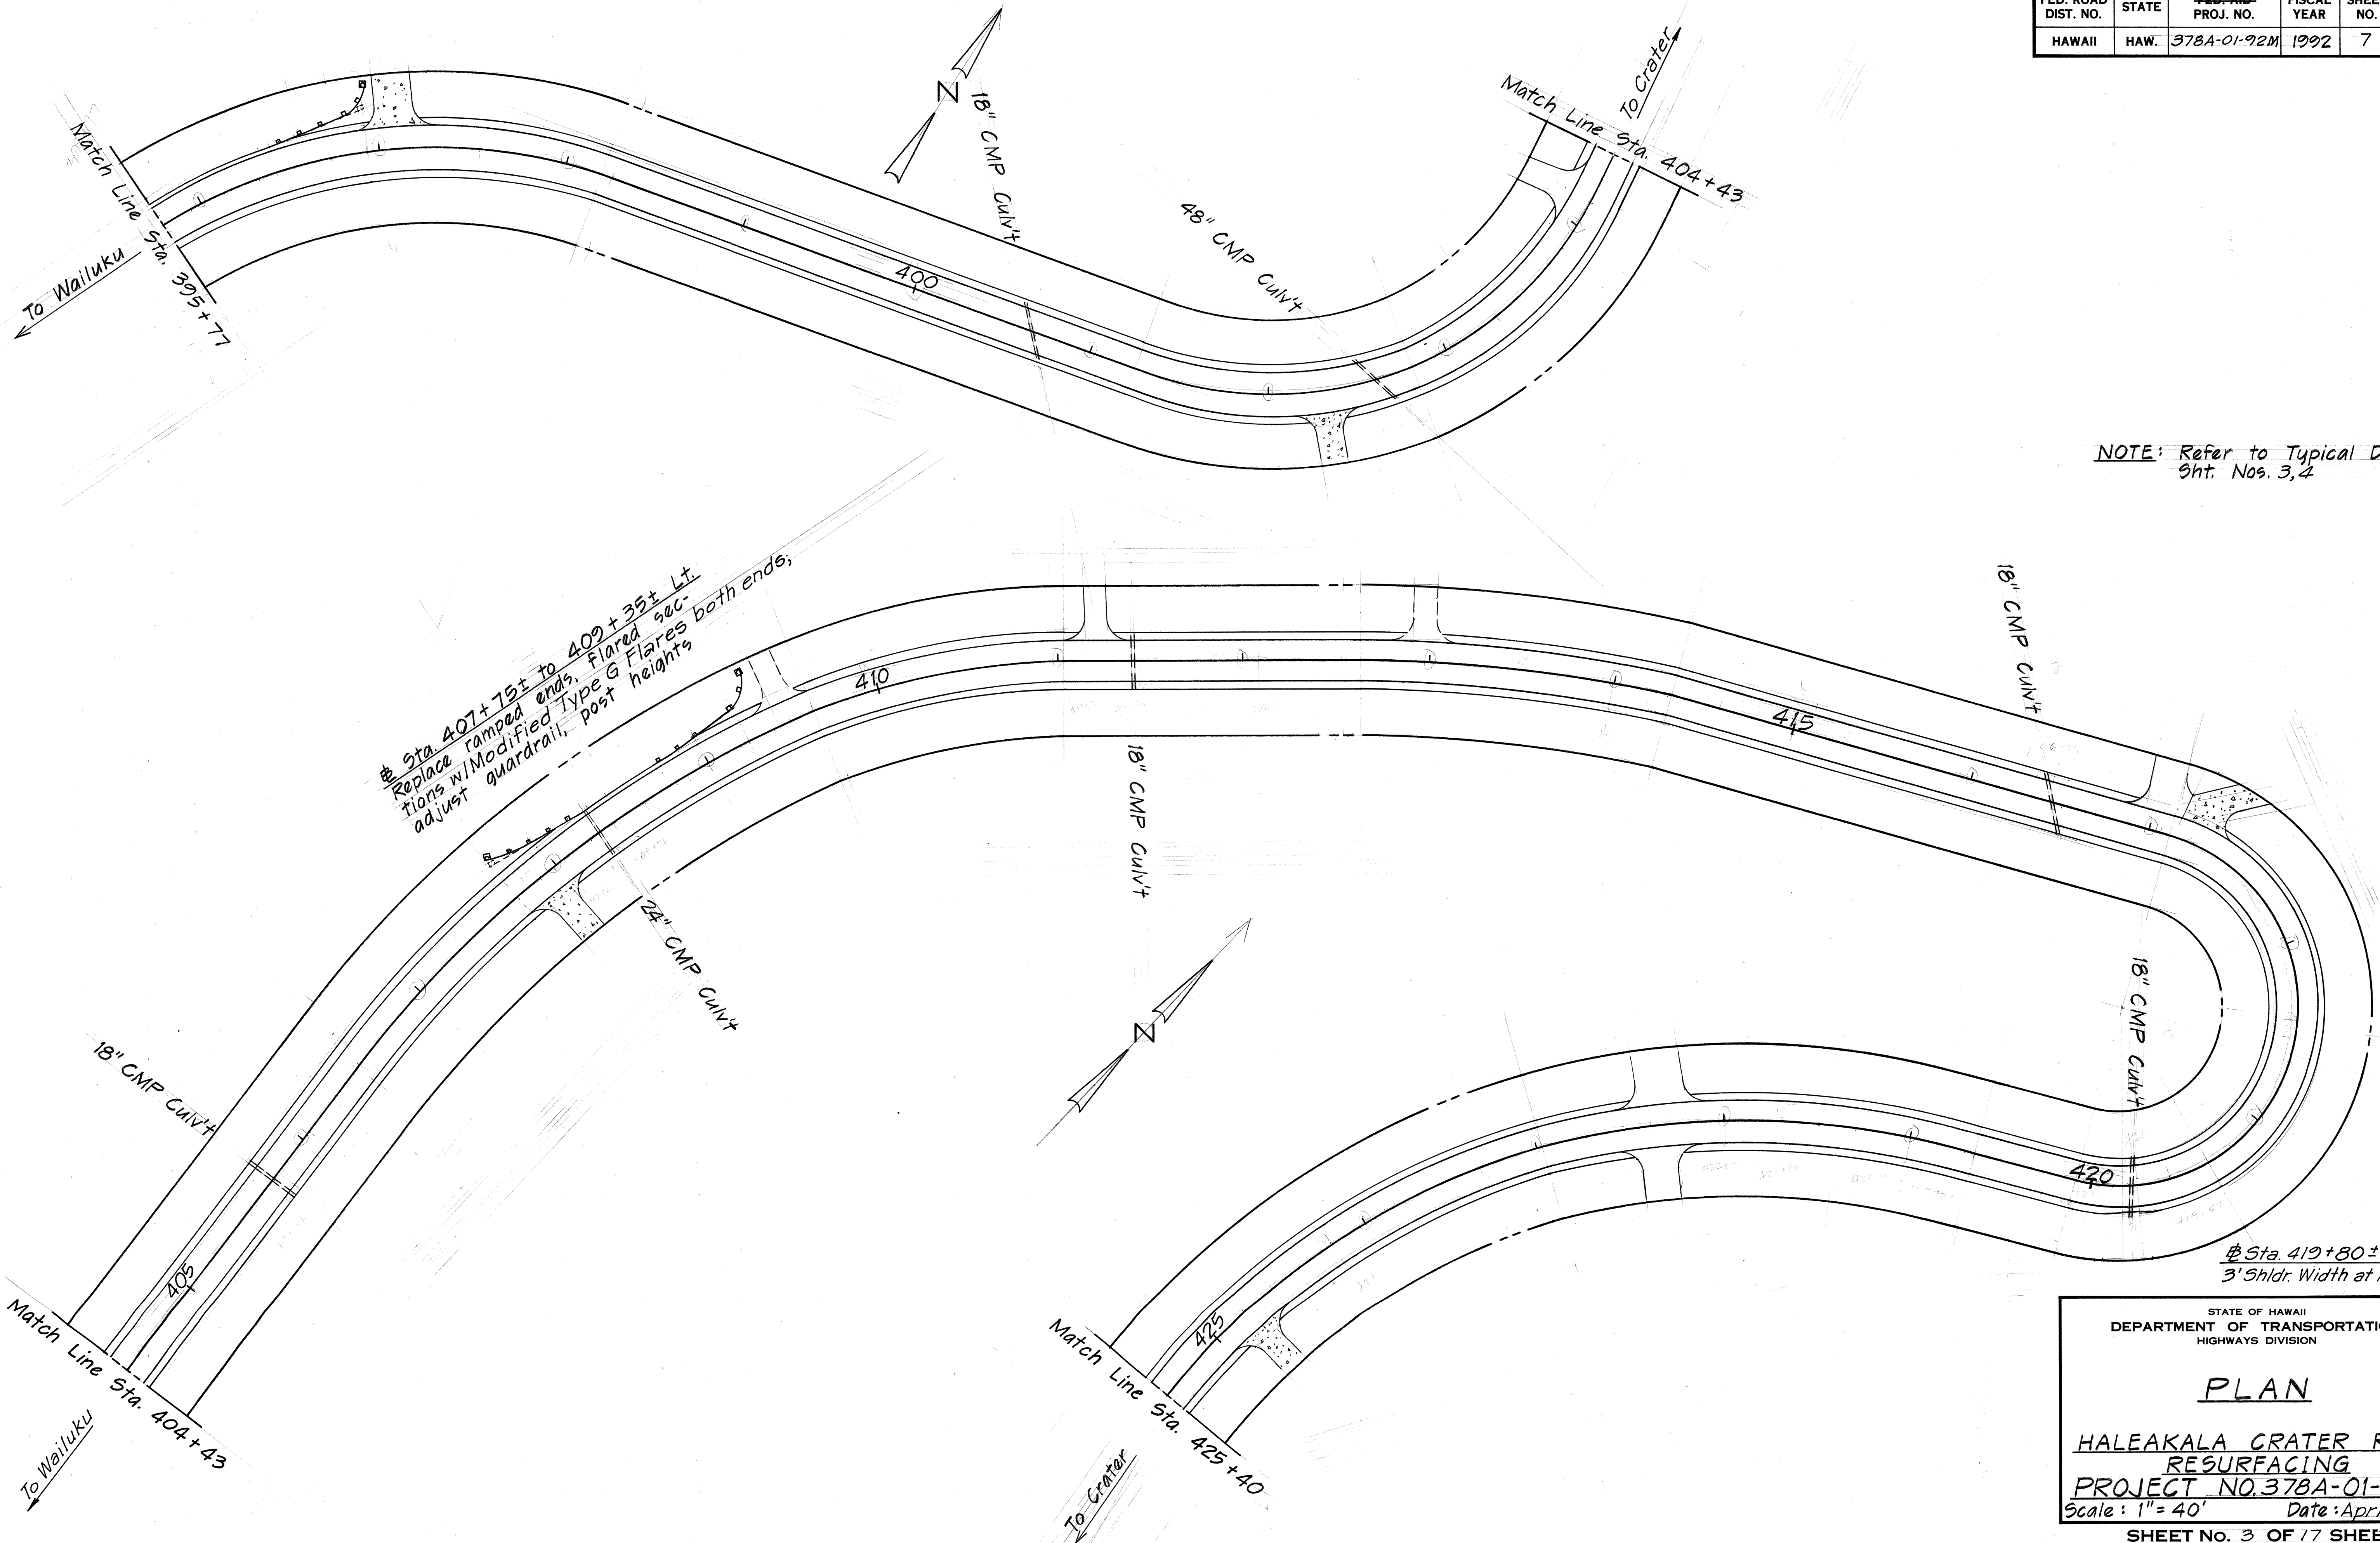 FED. ROAD DIST. NO.
STATE
FED. AID PROJ. NO.
FISCAL YEAR
NO.
HAWAII
HAW.
378A-01-92M
1992
7
Match Line Sta. 395+77
To Wailuku
400
18" CMP Culv't
N
48" CMP Culv't
Match Line Sta. 404+43
To Crater
NOTE: Refer to Typical D
Sht. Nos. 3,4
℄ Sta. 407+75± to 409+35± Lt.
Replace ramped ends, flared sec-
tions w/Modified Type G Flares both ends;
adjust guardrail, post heights
410
415
18" CMP Culv't
18" CMP Culv't
24" CMP Culv't
18" CMP Culv't
405
Match Line Sta. 404+43
To Wailuku
N
18" CMP Culv't
420
425
Match Line Sta. 425+40
To Crater
℄ Sta. 419+80±
3' Shldr. Width at
STATE OF HAWAII
DEPARTMENT OF TRANSPORTATI
HIGHWAYS DIVISION
PLAN
HALEAKALA CRATER R
RESURFACING
PROJECT NO. 378A-01-
Scale: 1" = 40' Date: Apri
SHEET No. 3 OF 17 SHEE